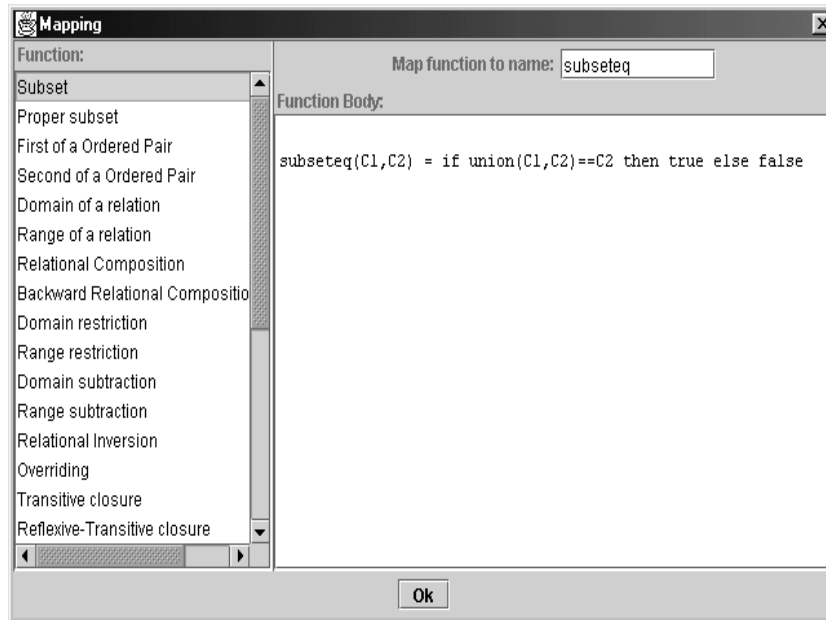 Mapping
Function:
Map function to name: subseteq
Subset
Proper subset
First of a Ordered Pair
Second of a Ordered Pair
Domain of a relation
Range of a relation
Relational Composition
Backward Relational Compositio
Domain restriction
Range restriction
Domain subtraction
Range subtraction
Relational Inversion
Overriding
Transitive closure
Reflexive-Transitive closure
Function Body:
subseteq(C1,C2) = if union(C1,C2)==C2 then true else false
Ok